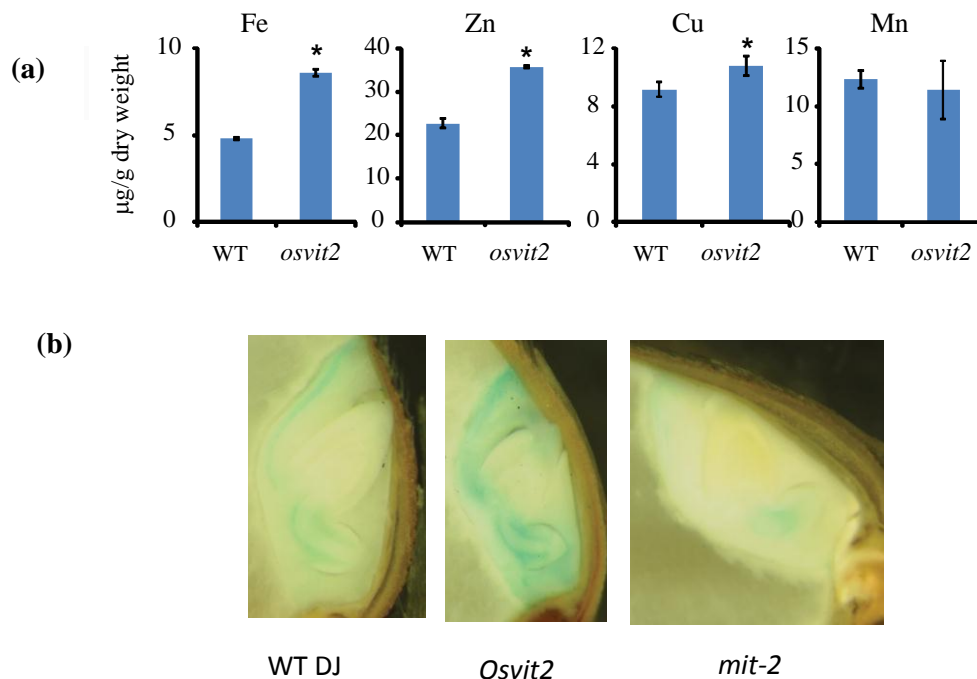 (a)
Fe Zn Cu Mn
µg/g dry weight
10
5
0
WT osvit2
*
40
30
20
10
0
WT osvit2
*
12
8
4
0
WT osvit2
*
15
10
5
0
WT osvit2
(b)
WT DJ Osvit2 mit-2